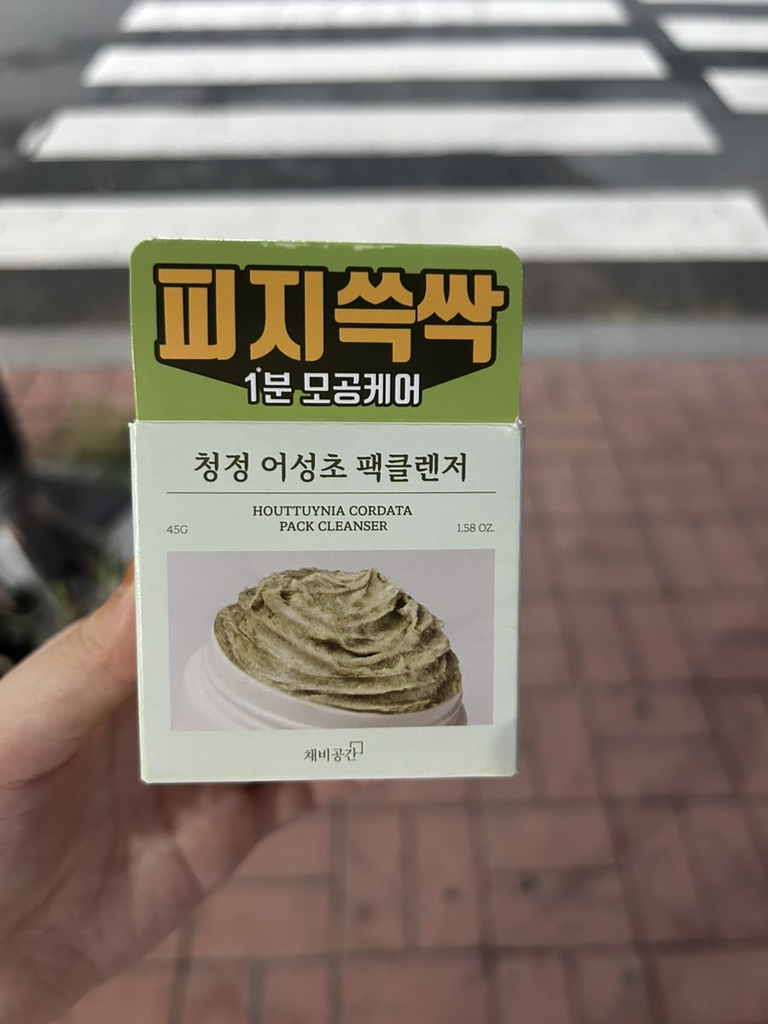 피지쓱싹
1*분 모공케어
청정 어성초 팩클렌저
HOUTTUYNIA CORDATA
PACK CLEANSER
45G
1.58 OZ.
채비공간